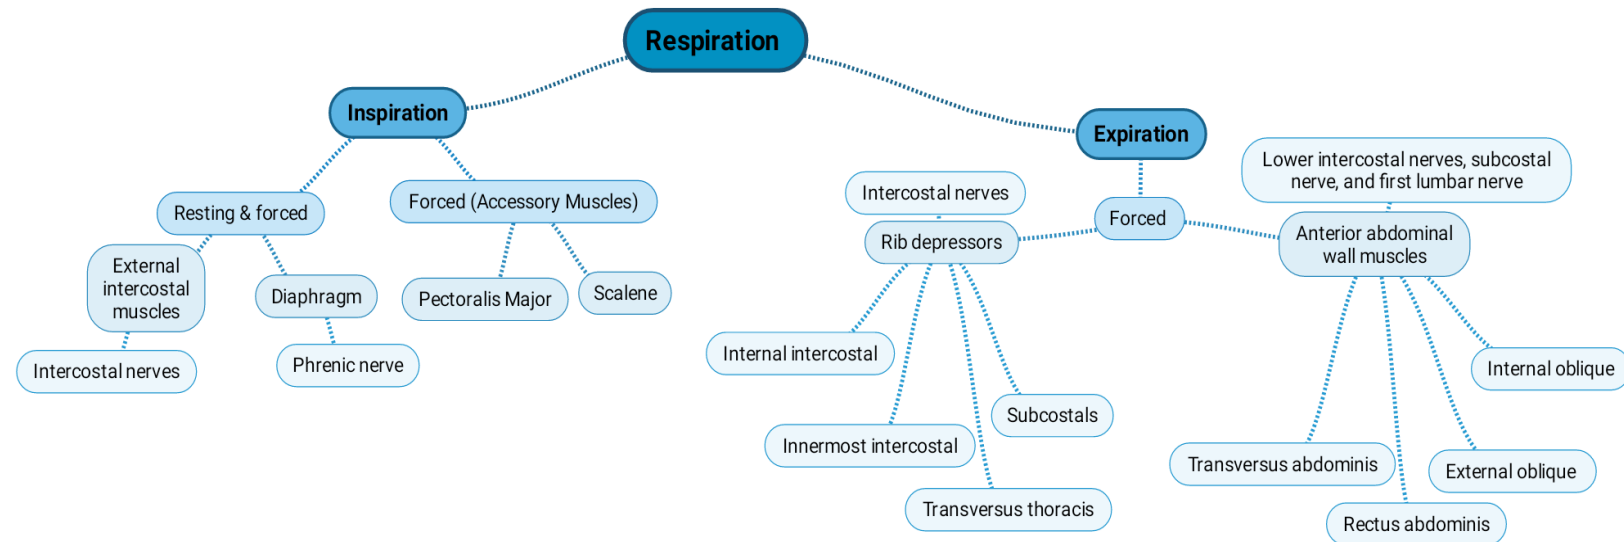 Respiration
Inspiration
Expiration
Resting & forced
Forced (Accessory Muscles)
External
intercostal
muscles
Diaphragm
Pectoralis Major
Scalene
Intercostal nerves
Phrenic nerve
Forced
Intercostal nerves
Rib depressors
Internal intercostal
Innermost intercostal
Transversus thoracis
Subcostals
Lower intercostal nerves, subcostal
nerve, and first lumbar nerve
Anterior abdominal
wall muscles
Transversus abdominis
Rectus abdominis
External oblique
Internal oblique